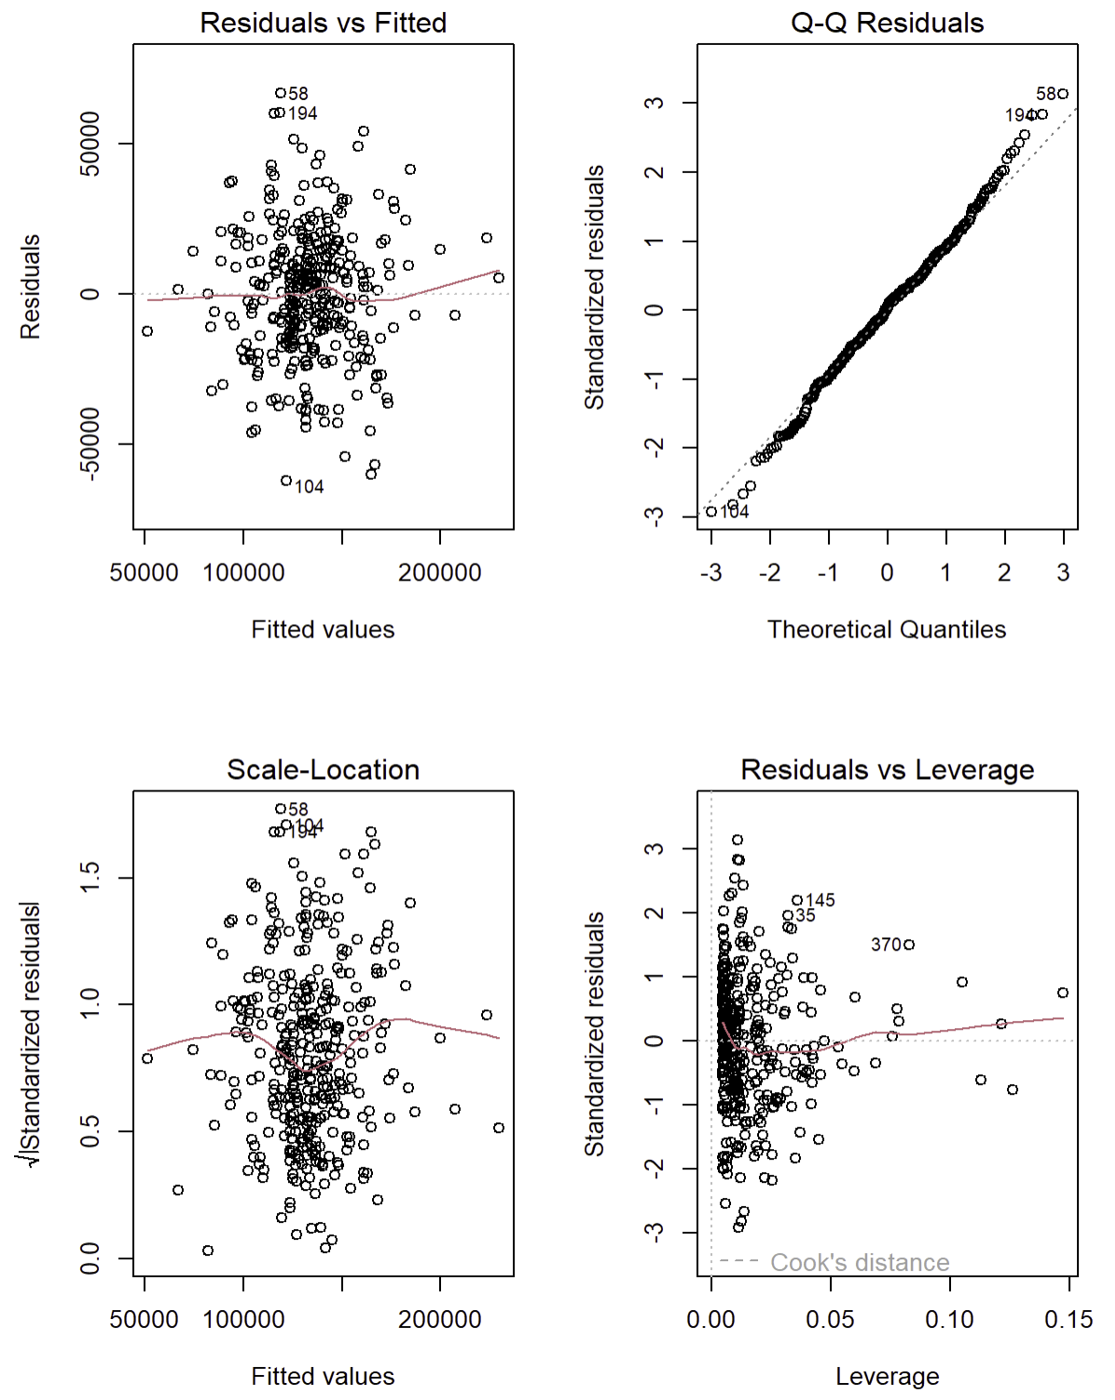 Residuals vs Fitted
Residuals
50000
0
-50000
58
194
104
50000 100000 200000
Fitted values
Q-Q Residuals
Standardized residuals
3
2
1
0
-1
-2
-3
58
194
104
-3 -2 -1 0 1 2 3
Theoretical Quantiles
Scale-Location
√|Standardized residuals|
1.5
1.0
0.5
0.0
58
104
194
50000 100000 200000
Fitted values
Residuals vs Leverage
Standardized residuals
3
2
1
0
-1
-2
-3
145
35
370
Cook's distance
0.00 0.05 0.10 0.15
Leverage